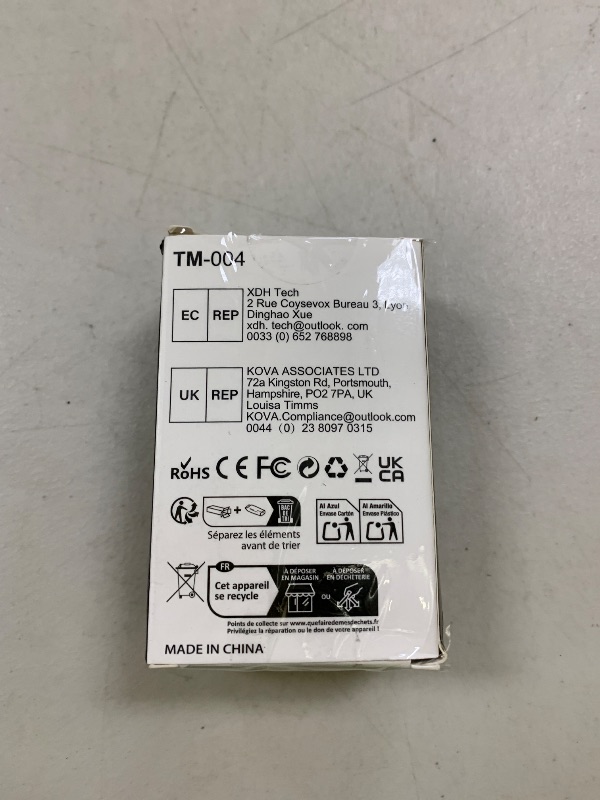 TM-004
EC REP
XDH Tech
2 Rue Coysevox Bureau 3, Lyon
Dinghao Xue
xdh. tech@outlook. com
0033 (0) 652 768898
UK REP
KOVA ASSOCIATES LTD
72a Kingston Rd, Portsmouth,
Hampshire, PO2 7PA, UK
Louisa Timms
KOVA.Compliance@outlook.com
0044（0）23 8097 0315
RoHS CE FC UK
CA
+
BAC
DE
TRI
Séparez les éléments
avant de trier
Al Azul
Envase Cartón
Al Amarillo
Envase Plástico
FR
Cet appareil
se recycle
À DÉPOSER
EN MAGASIN
OU
À DÉPOSER
EN DÉCHÈTERIE
Points de collecte sur www.quefairedemesdechets.fr
Privilégiez la réparation ou le don de votre appareil !
MADE IN CHINA